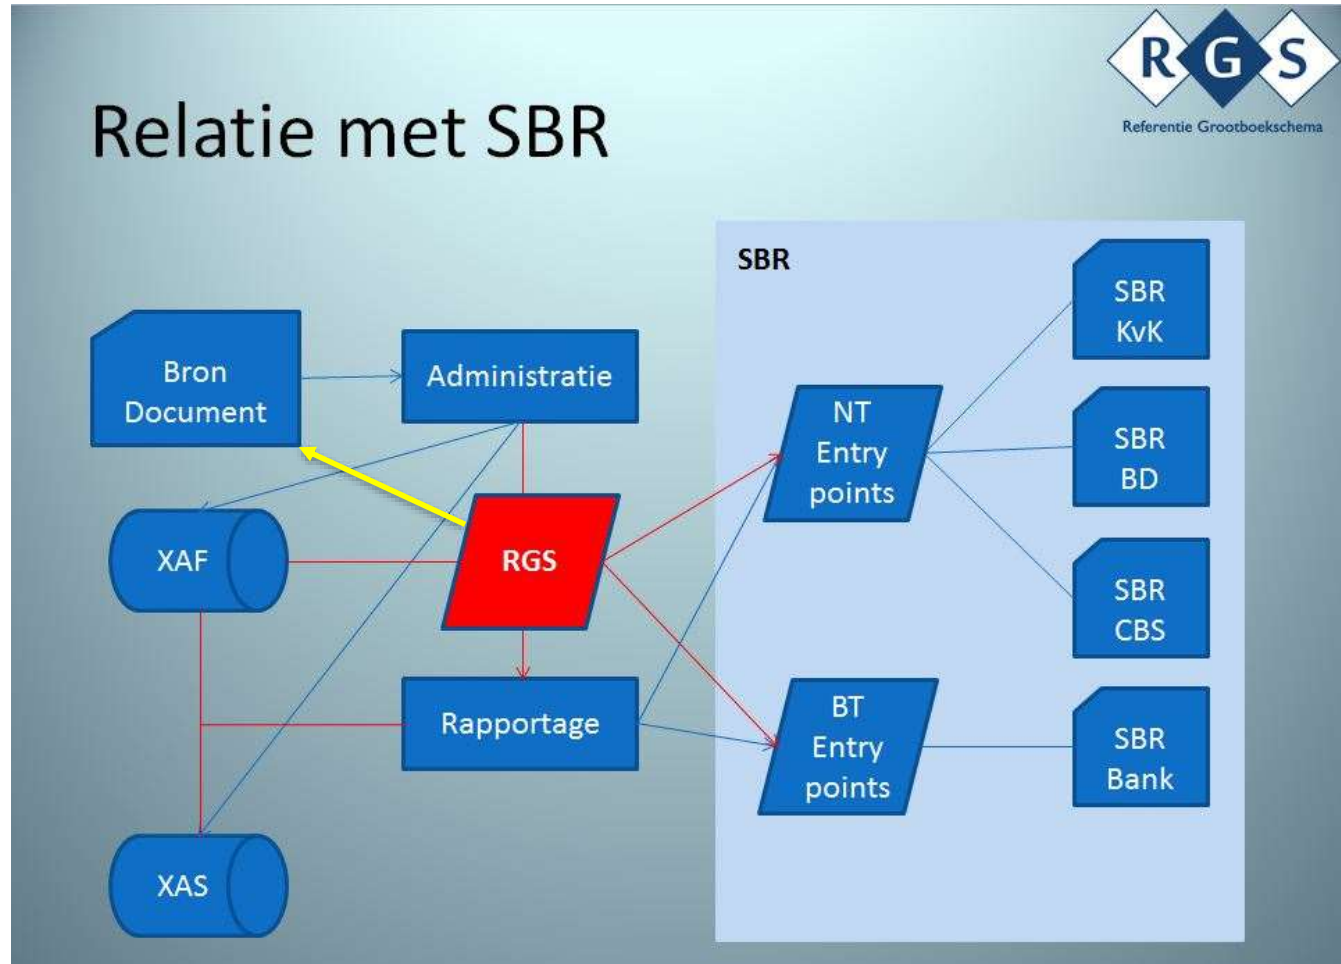 R G S
Referentie Grootboekschema
Relatie met SBR
SBR
Bron
Document
Administratie
XAF
RGS
Rapportage
XAS
NT
Entry
points
BT
Entry
points
SBR
KvK
SBR
BD
SBR
CBS
SBR
Bank